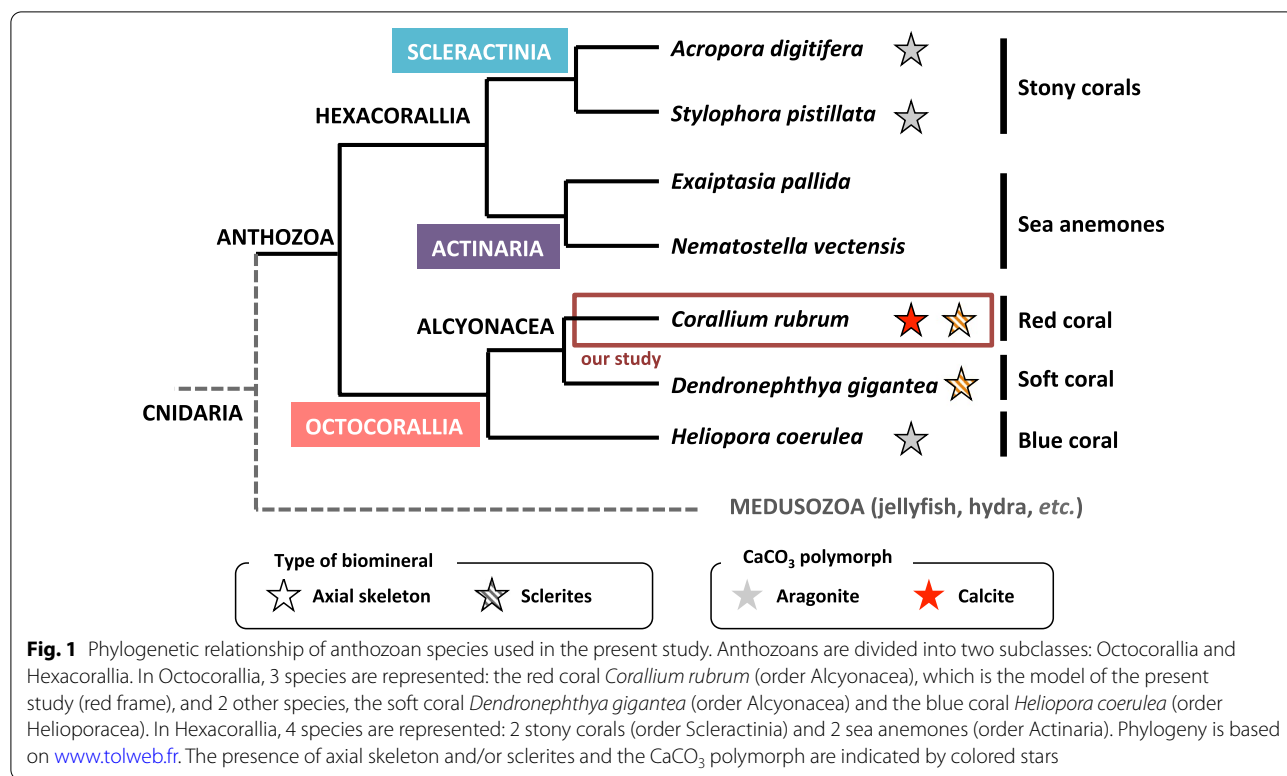 SCLERACTINIA
Acropora digitifera
Stony corals
HEXACORALLIA
Stylophora pistillata
Exaiptasia pallida
Sea anemones
ANTHOZOA
ACTINARIA
Nematostella vectensis
ALCYONACEA
Corallium rubrum
Red coral
our study
Dendronephthya gigantea
Soft coral
CNIDARIA
OCTOCORALLIA
Heliopora coerulea
Blue coral
MEDUSOZOA (jellyfish, hydra, etc.)
Type of biomineral
Axial skeleton
Sclerites
CaCO₃ polymorph
Aragonite
Calcite
Fig. 1 Phylogenetic relationship of anthozoan species used in the present study. Anthozoans are divided into two subclasses: Octocorallia and
Hexacorallia. In Octocorallia, 3 species are represented: the red coral Corallium rubrum (order Alcyonacea), which is the model of the present
study (red frame), and 2 other species, the soft coral Dendronephthya gigantea (order Alcyonacea) and the blue coral Heliopora coerulea (order
Helioporacea). In Hexacorallia, 4 species are represented: 2 stony corals (order Scleractinia) and 2 sea anemones (order Actinaria). Phylogeny is based
on www.tolweb.fr. The presence of axial skeleton and/or sclerites and the CaCO₃ polymorph are indicated by colored stars